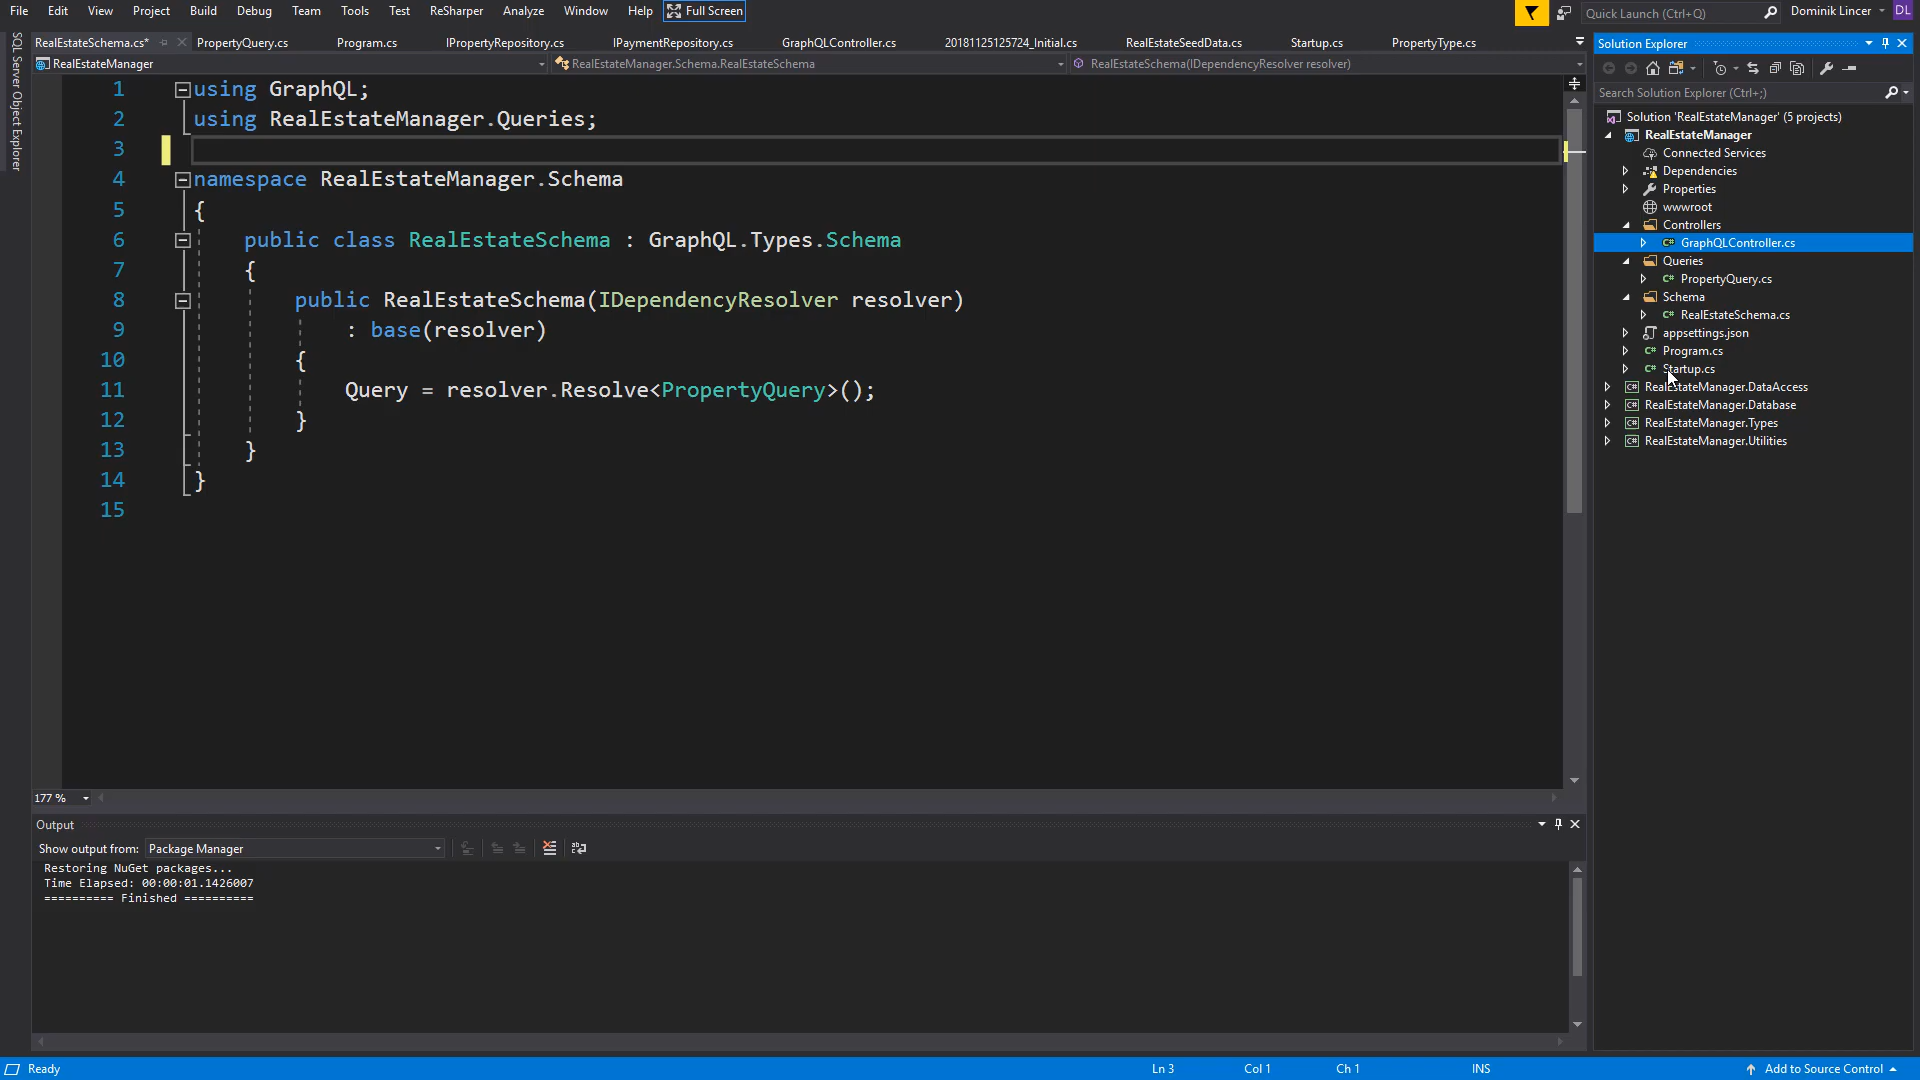 File Edit View Project Build Debug Team Tools Test ReSharper Analyze Window Help Full Screen Quick Launch (Ctrl+Q) Dominik Lincer DL
SQL Server Object Explorer
RealEstateSchema.cs* PropertyQuery.cs Program.cs IPropertyRepository.cs IPaymentRepository.cs GraphQLController.cs 20181125125724_Initial.cs RealEstateSeedData.cs Startup.cs PropertyType.cs
RealEstateManager RealEstateManager.Schema.RealEstateSchema RealEstateSchema(IDependencyResolver resolver)
1 using GraphQL;
2 using RealEstateManager.Queries;
3
4 namespace RealEstateManager.Schema
5 {
6 public class RealEstateSchema : GraphQL.Types.Schema
7 {
8 public RealEstateSchema(IDependencyResolver resolver)
9 : base(resolver)
10 {
11 Query = resolver.Resolve<PropertyQuery>();
12 }
13 }
14 }
15
177 %
Output
Show output from: Package Manager
Restoring NuGet packages...
Time Elapsed: 00:00:01.1426007
========== Finished ==========
Solution Explorer
Search Solution Explorer (Ctrl+;)
Solution 'RealEstateManager' (5 projects)
RealEstateManager
Connected Services
Dependencies
Properties
wwwroot
Controllers
C# GraphQLController.cs
Queries
C# PropertyQuery.cs
Schema
C# RealEstateSchema.cs
appsettings.json
C# Program.cs
C# Startup.cs
C# RealEstateManager.DataAccess
C# RealEstateManager.Database
C# RealEstateManager.Types
C# RealEstateManager.Utilities
Ready Ln 3 Col 1 Ch 1 INS Add to Source Control